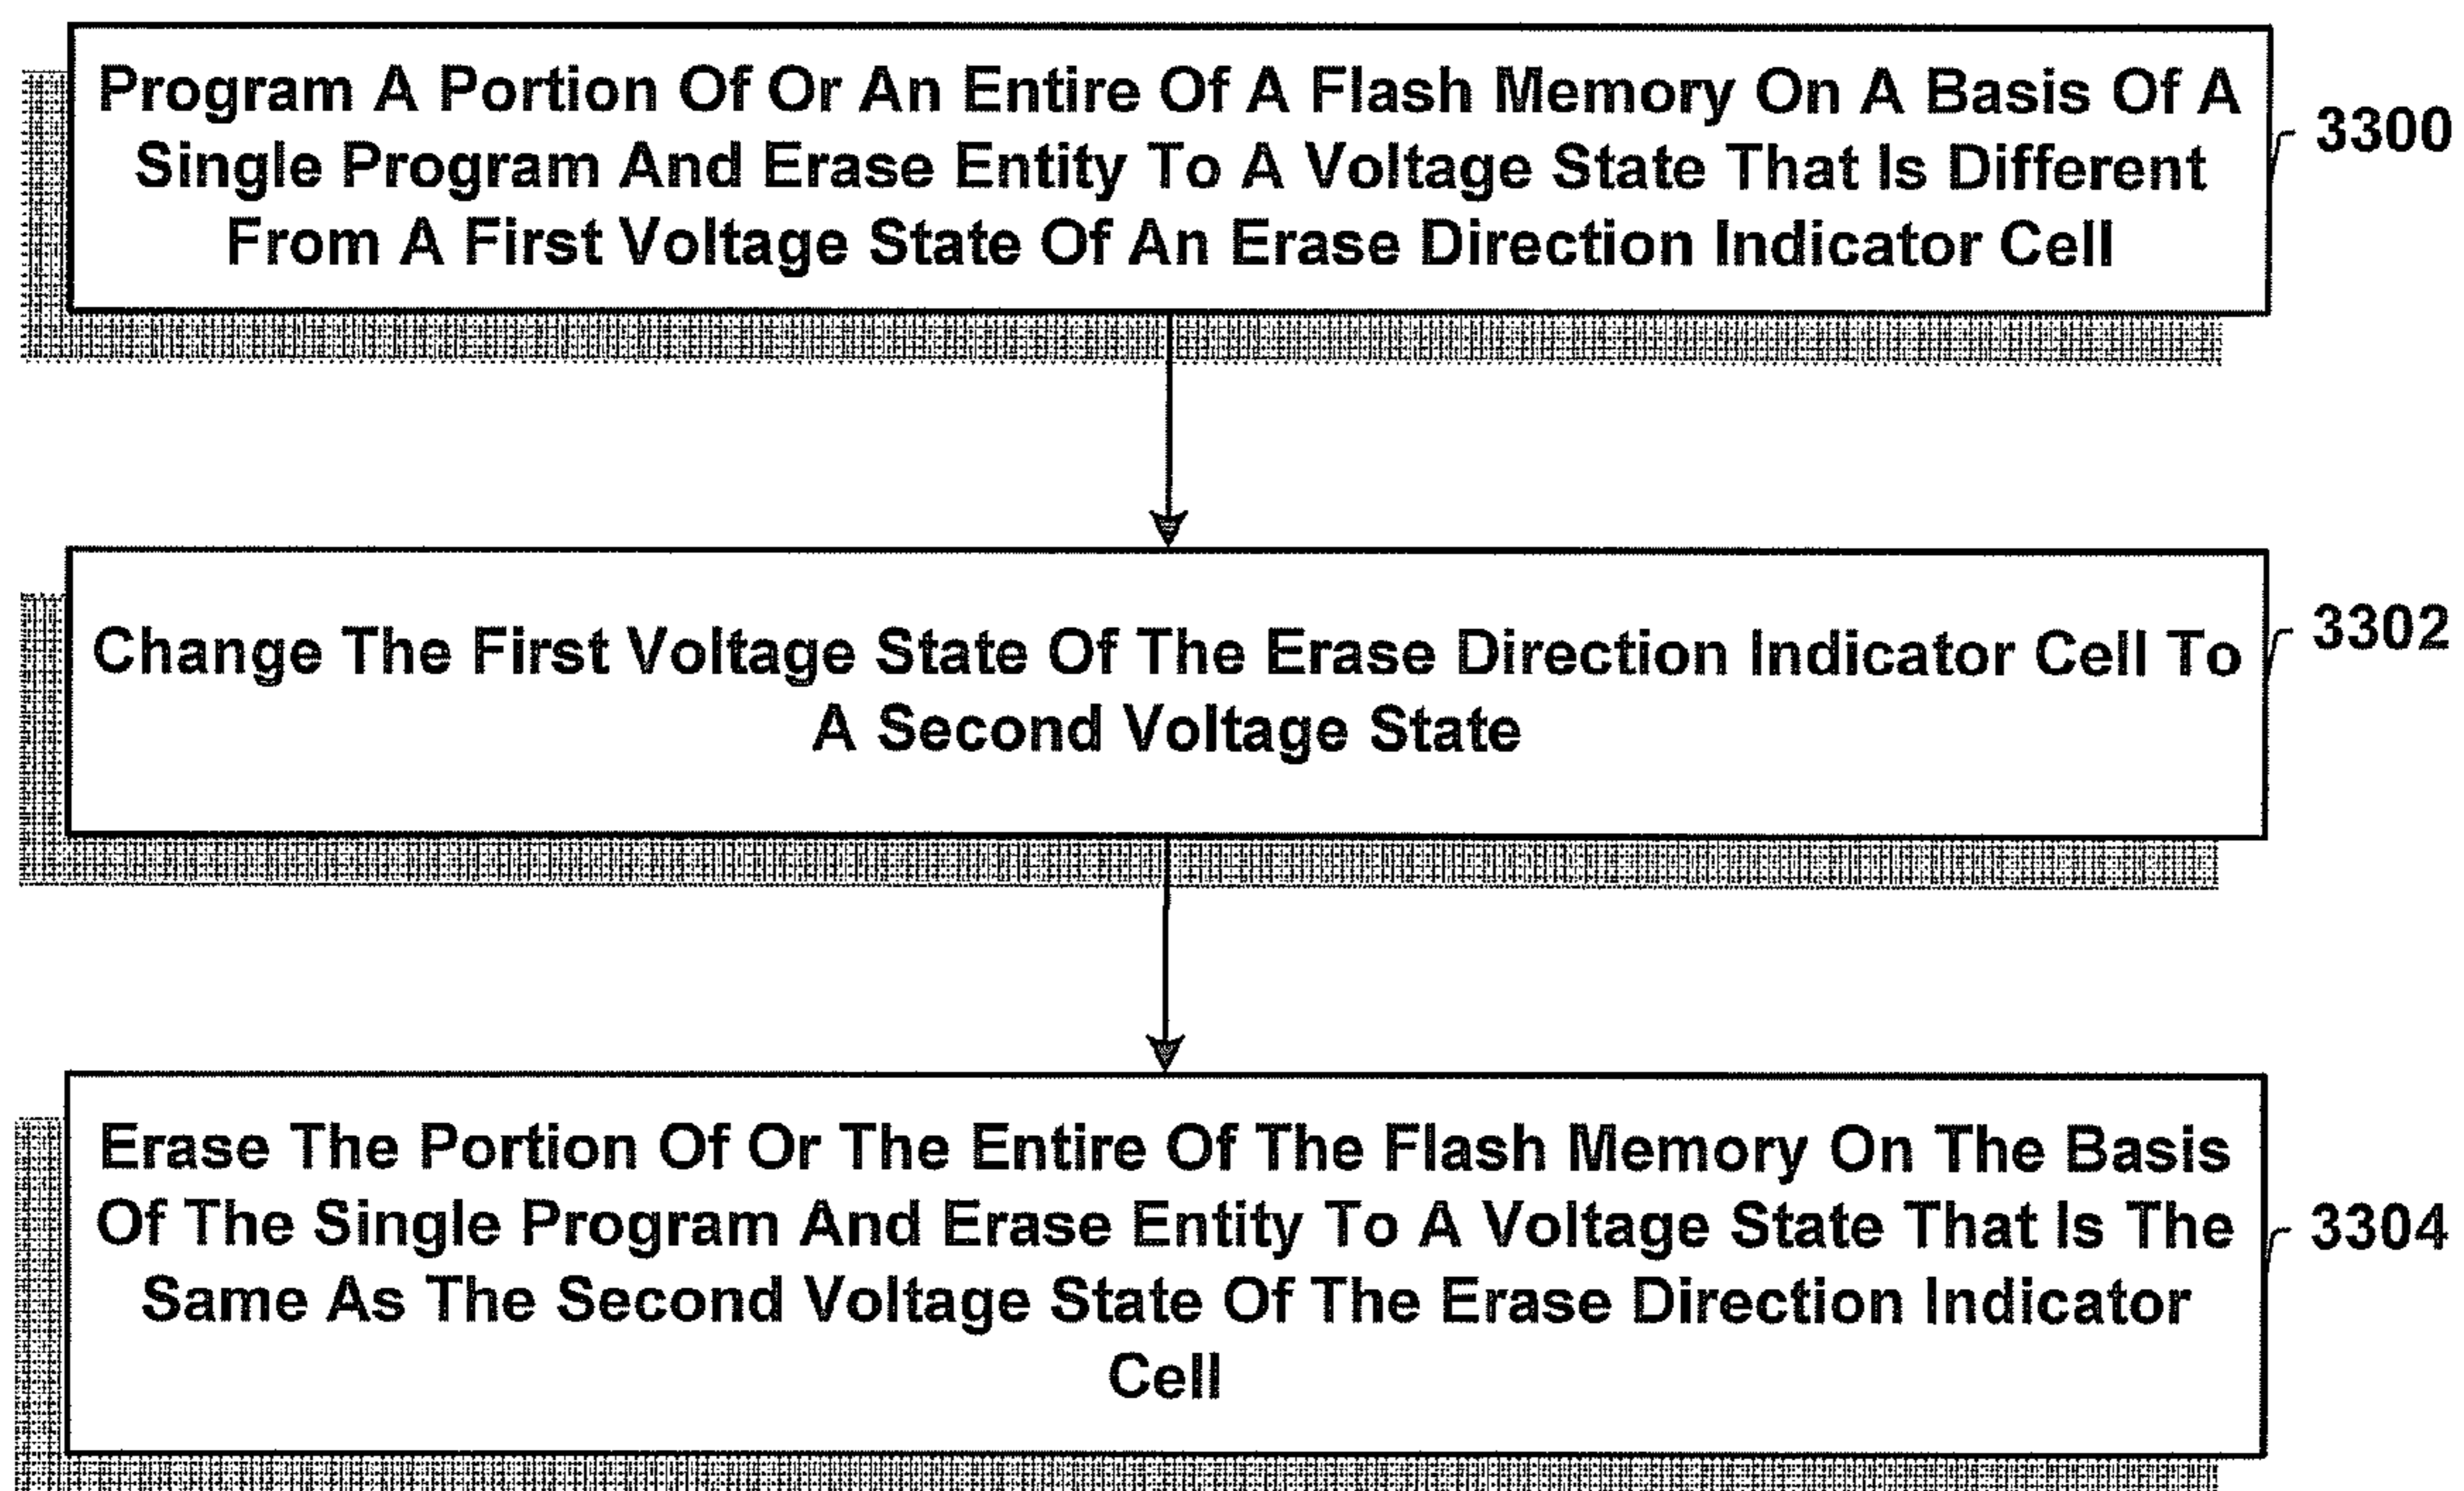 Program A Portion Of Or An Entire Of A Flash Memory On A Basis Of A
Single Program And Erase Entity To A Voltage State That Is Different
From A First Voltage State Of An Erase Direction Indicator Cell
3300
Change The First Voltage State Of The Erase Direction Indicator Cell To
A Second Voltage State
3302
Erase The Portion Of Or The Entire Of The Flash Memory On The Basis
Of The Single Program And Erase Entity To A Voltage State That Is The
Same As The Second Voltage State Of The Erase Direction Indicator
Cell
3304